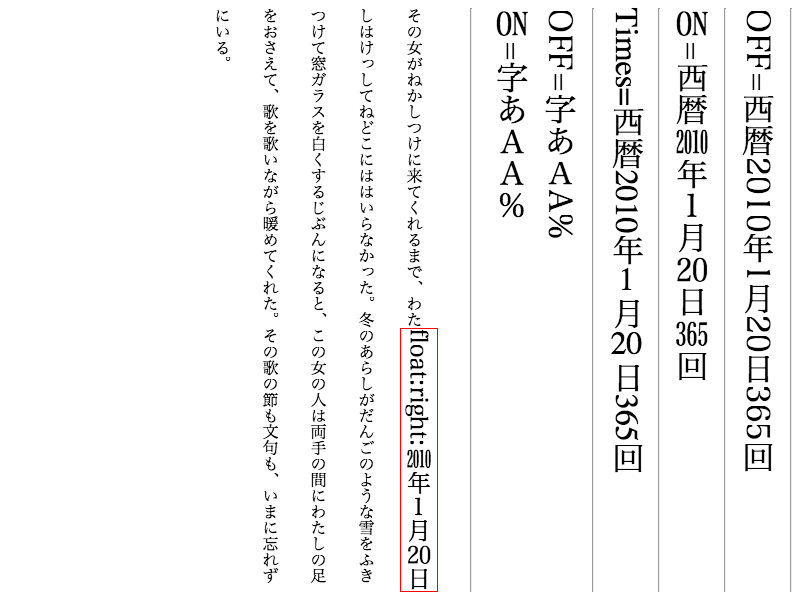 OFF=西暦2010年1月20日365回
ON=西暦2010年1月20日365回
Times=西暦2010年1月20日365回
OFF=字あAA%
ON=字あAA%
その女がねかしつけに来てくれるまで、わた
float:right:2010年1月20日
しはけっしてねどこにははいらなかった。冬のあらしがだんごのような雪をふき
つけて窓ガラスを白くするじぶんになると、この女の人は両手の間にわたしの足
をおさえて、歌を歌いながら暖めてくれた。その歌の節も文句も、いまに忘れず
にいる。